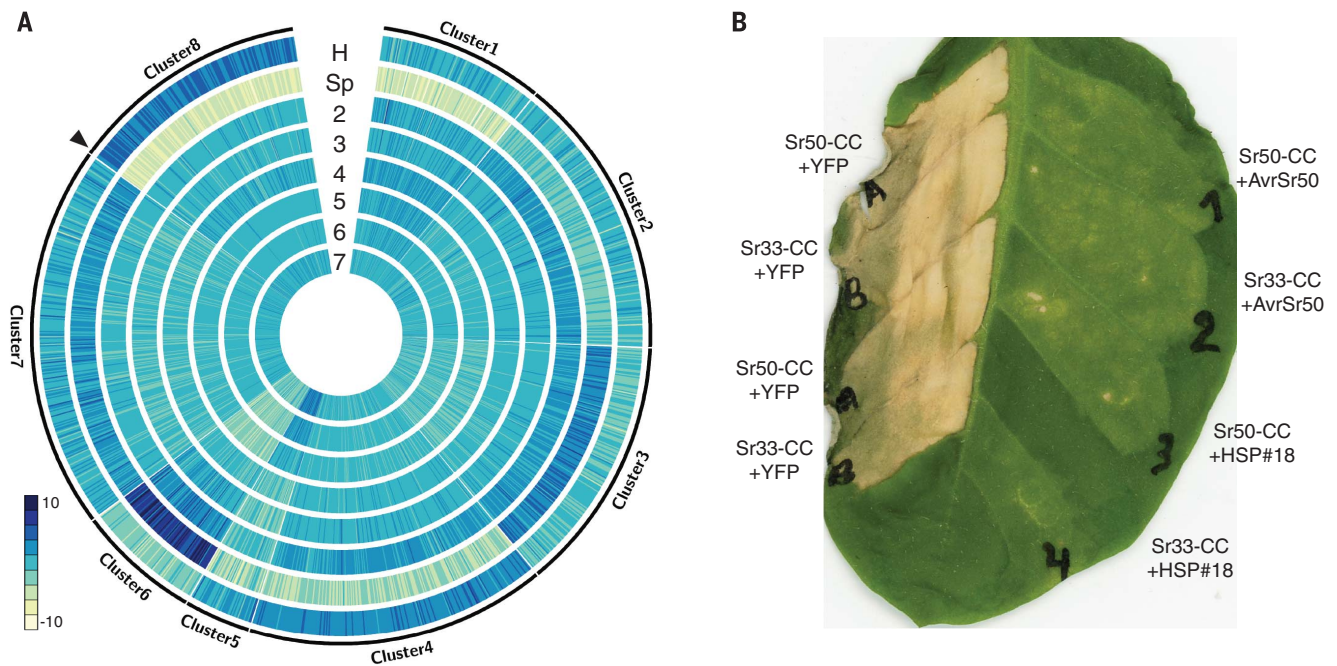 A
H
Sp
2
3
4
5
6
7
Cluster1
Cluster2
Cluster3
Cluster4
Cluster5
Cluster6
Cluster7
Cluster8
10
-10
B
Sr50-CC
+YFP
Sr33-CC
+YFP
Sr50-CC
+YFP
Sr33-CC
+YFP
A
B
A
B
1
2
3
4
Sr50-CC
+AvrSr50
Sr33-CC
+AvrSr50
Sr50-CC
+HSP#18
Sr33-CC
+HSP#18